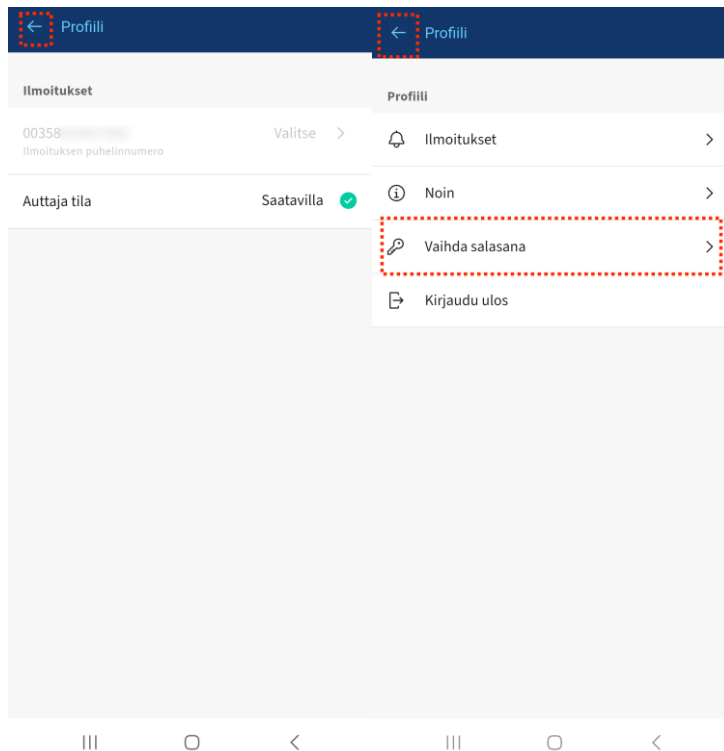 Profiili
Ilmoitukset
00358
Valitse
Ilmoituksen puhelinnumero
Auttaja tila
Saatavilla
Profiili
Profiili
Ilmoitukset
Noin
Vaihda salasana
Kirjaudu ulos